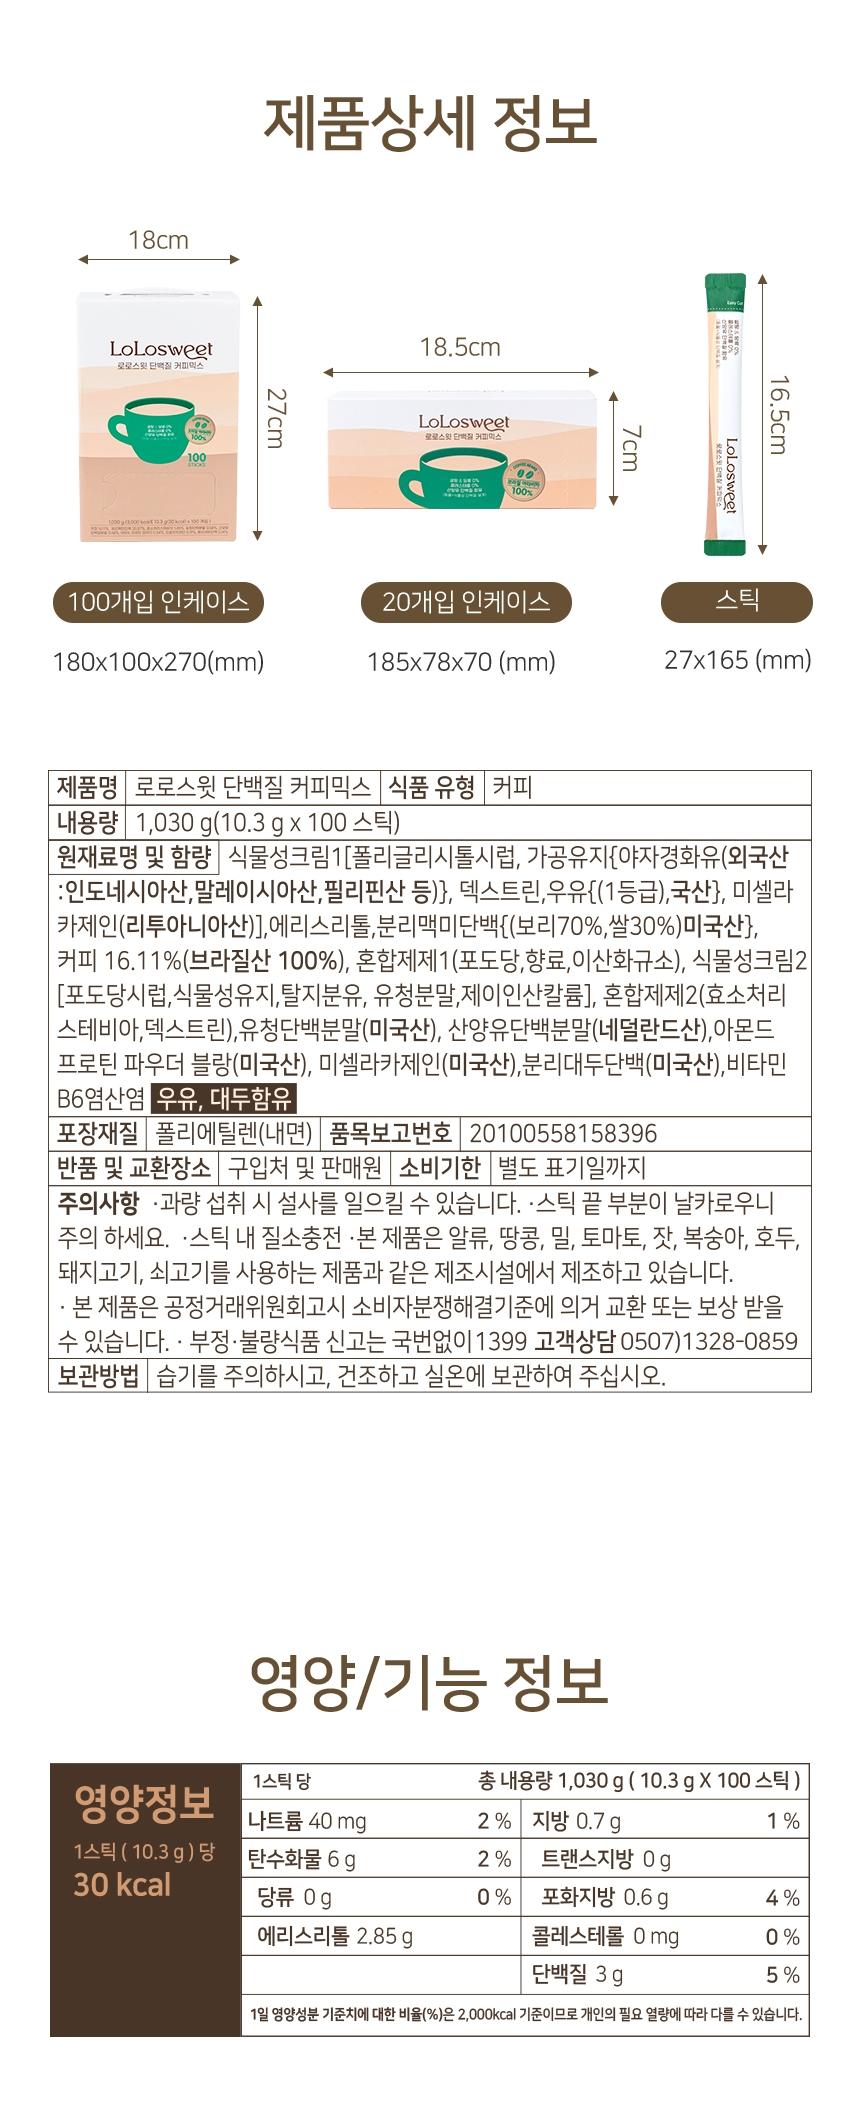 제품상세 정보
18cm
27cm
LoLosweet
로로스윗 단백질 커피믹스
100%
100
STICKS
18.5cm
7cm
LoLosweet
로로스윗 단백질 커피믹스
100%
16.5cm
Easy Cut
LoLosweet
로로스윗 단백질 커피믹스
100개입 인케이스
20개입 인케이스
스틱
180x100x270(mm)
185x78x70 (mm)
27x165 (mm)
제품명 로로스윗 단백질 커피믹스 식품 유형 커피
내용량 1,030 g(10.3 g x 100 스틱)
원재료명 및 함량 식물성크림1[폴리글리시톨시럽, 가공유지{야자경화유(외국산
:인도네시아산,말레이시아산,필리핀산 등)}, 덱스트린,우유{(1등급),국산}, 미셀라
카제인(리투아니아산)],에리스리톨,분리맥미단백{(보리70%,쌀30%)미국산},
커피 16.11%(브라질산 100%), 혼합제제1(포도당,향료,이산화규소), 식물성크림2
[포도당시럽,식물성유지,탈지분유, 유청분말,제이인산칼륨], 혼합제제2(효소처리
스테비아,덱스트린),유청단백분말(미국산), 산양유단백분말(네덜란드산),아몬드
프로틴 파우더 블랑(미국산), 미셀라카제인(미국산),분리대두단백(미국산),비타민
B6염산염 우유, 대두함유
포장재질 폴리에틸렌(내면) 품목보고번호 20100558158396
반품 및 교환장소 구입처 및 판매원 소비기한 별도 표기일까지
주의사항 ·과량 섭취 시 설사를 일으킬 수 있습니다. ·스틱 끝 부분이 날카로우니
주의 하세요. ·스틱 내 질소충전 ·본 제품은 알류, 땅콩, 밀, 토마토, 잣, 복숭아, 호두,
돼지고기, 쇠고기를 사용하는 제품과 같은 제조시설에서 제조하고 있습니다.
· 본 제품은 공정거래위원회고시 소비자분쟁해결기준에 의거 교환 또는 보상 받을
수 있습니다. · 부정·불량식품 신고는 국번없이1399 고객상담 0507)1328-0859
보관방법 습기를 주의하시고, 건조하고 실온에 보관하여 주십시오.
영양/기능 정보
영양정보
1스틱 ( 10.3 g ) 당
30 kcal
1스틱 당 총 내용량 1,030 g ( 10.3 g X 100 스틱 )
나트륨 40 mg 2 % 지방 0.7 g 1 %
탄수화물 6 g 2 % 트랜스지방 0 g
당류 0 g 0 % 포화지방 0.6 g 4 %
에리스리톨 2.85 g 콜레스테롤 0 mg 0 %
단백질 3 g 5 %
1일 영양성분 기준치에 대한 비율(%)은 2,000kcal 기준이므로 개인의 필요 열량에 따라 다를 수 있습니다.